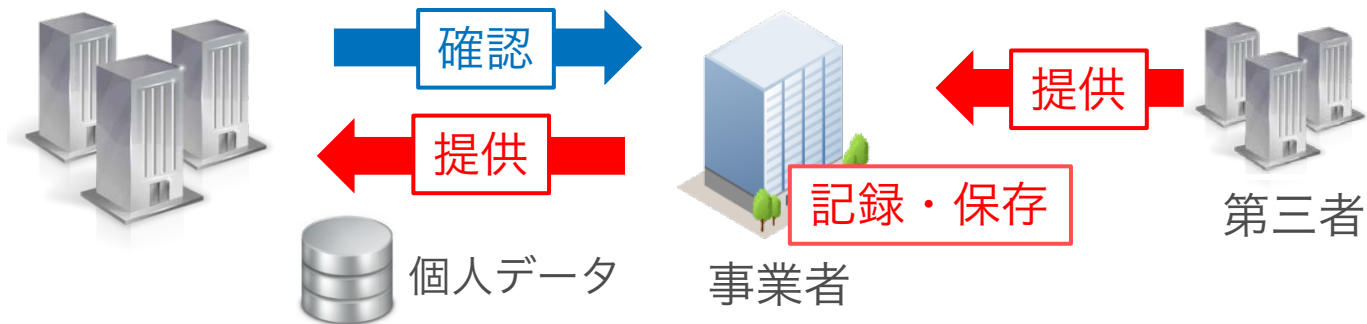 確認
提供
提供
記録・保存
第三者
個人データ
事業者